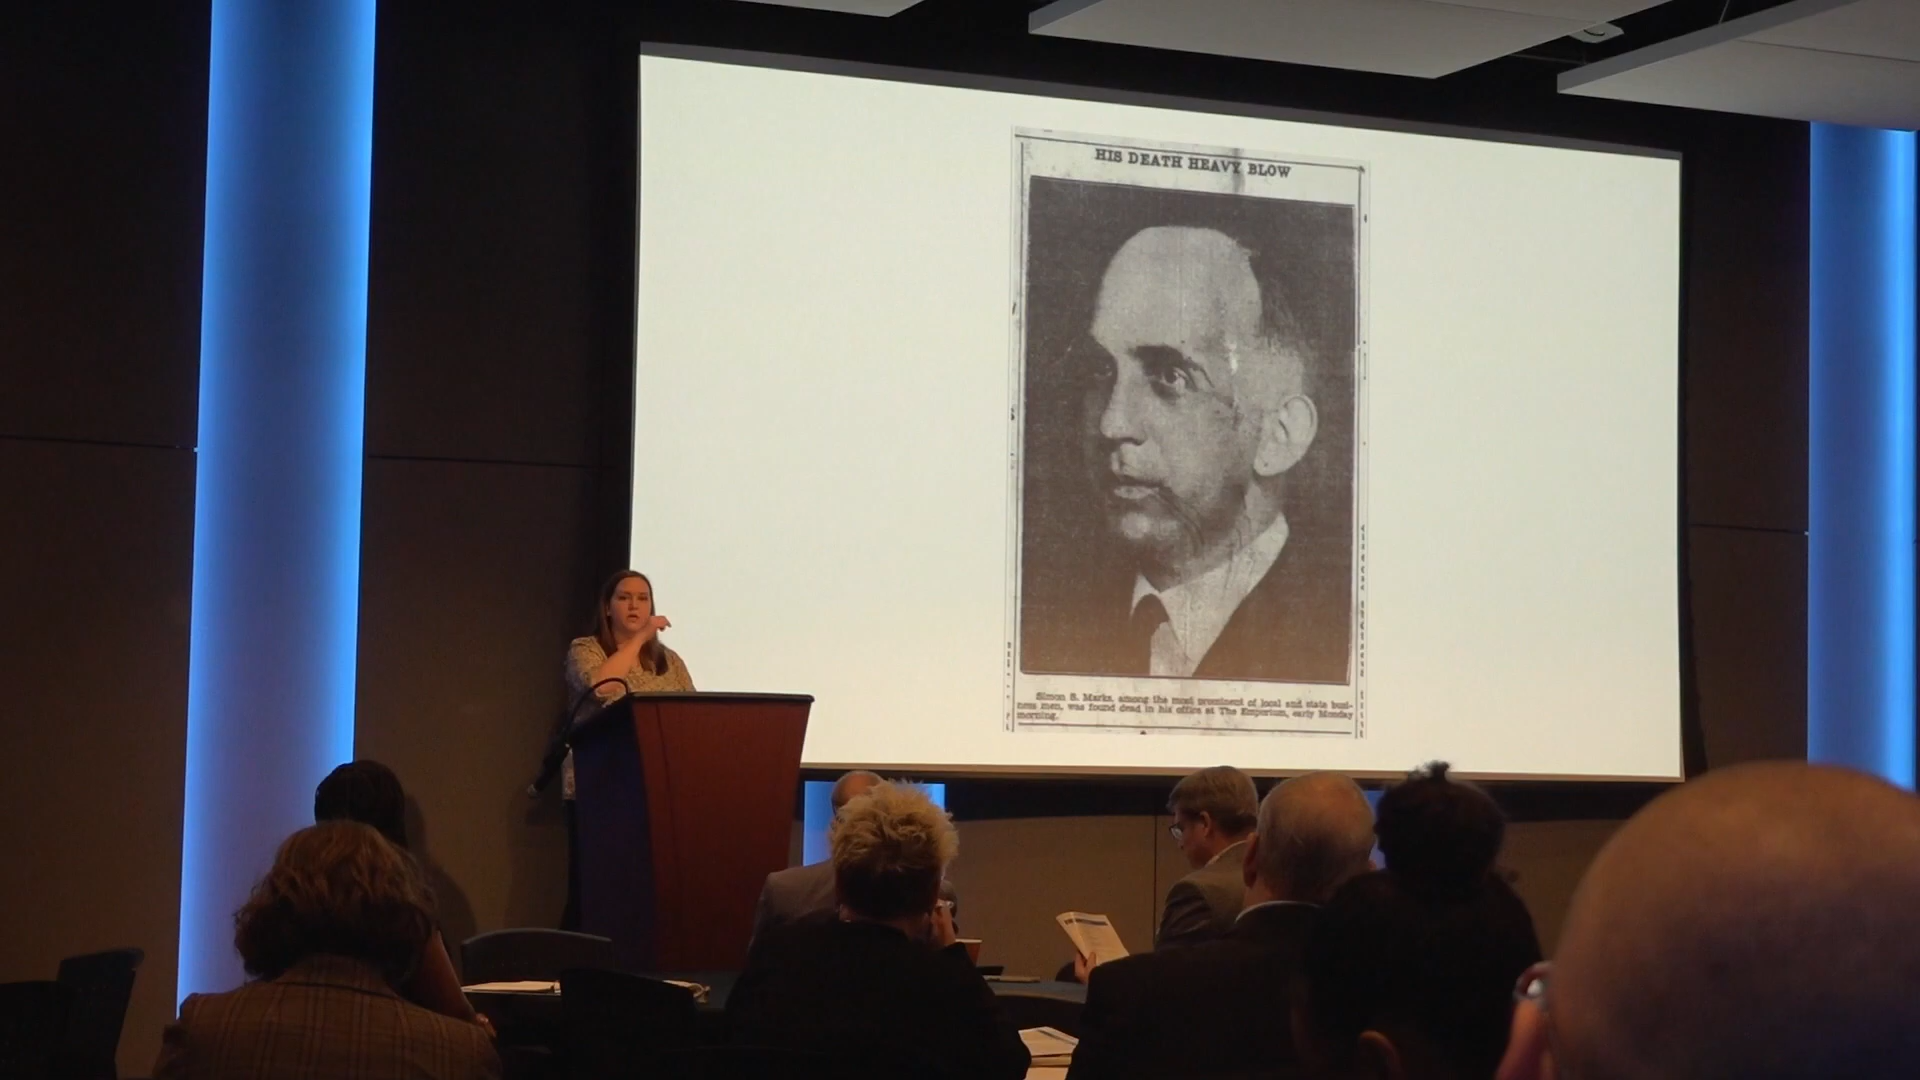 HIS DEATH HEAVY BLOW
Simon S. Marks, among the most prominent of local and state busi-
ness men, was found dead in his office at The Emporium, early Monday
morning.